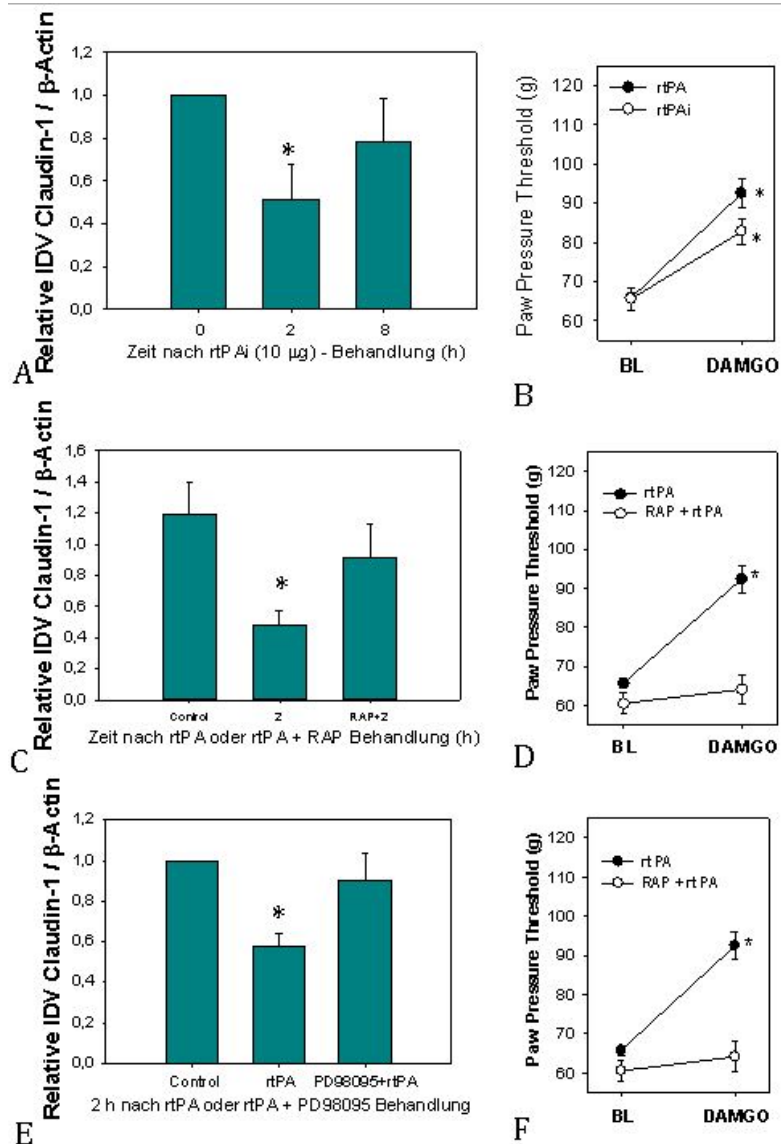 Relative IDV Claudin-1 / β-Actin
1,2
1,0
0,8
0,6
0,4
0,2
0,0
*
0
2
8
Zeit nach rtPAi (10 µg) - Behandlung (h)
A
Paw Pressure Threshold (g)
120
110
100
90
80
70
60
rtPA
rtPAi
*
*
BL
DAMGO
B
Relative IDV Claudin-1 / β-Actin
1,6
1,4
1,2
1,0
0,8
0,6
0,4
0,2
0,0
*
Control
2
RAP+2
Zeit nach rtPA oder rtPA + RAP Behandlung (h)
C
Paw Pressure Threshold (g)
120
110
100
90
80
70
60
rtPA
RAP + rtPA
*
BL
DAMGO
D
Relative IDV Claudin-1 / β-Actin
1,2
1,0
0,8
0,6
0,4
0,2
0,0
*
Control
rtPA
PD98095+rtPA
2 h nach rtPA oder rtPA + PD98095 Behandlung
E
Paw Pressure Threshold (g)
120
110
100
90
80
70
60
rtPA
RAP + rtPA
*
BL
DAMGO
F